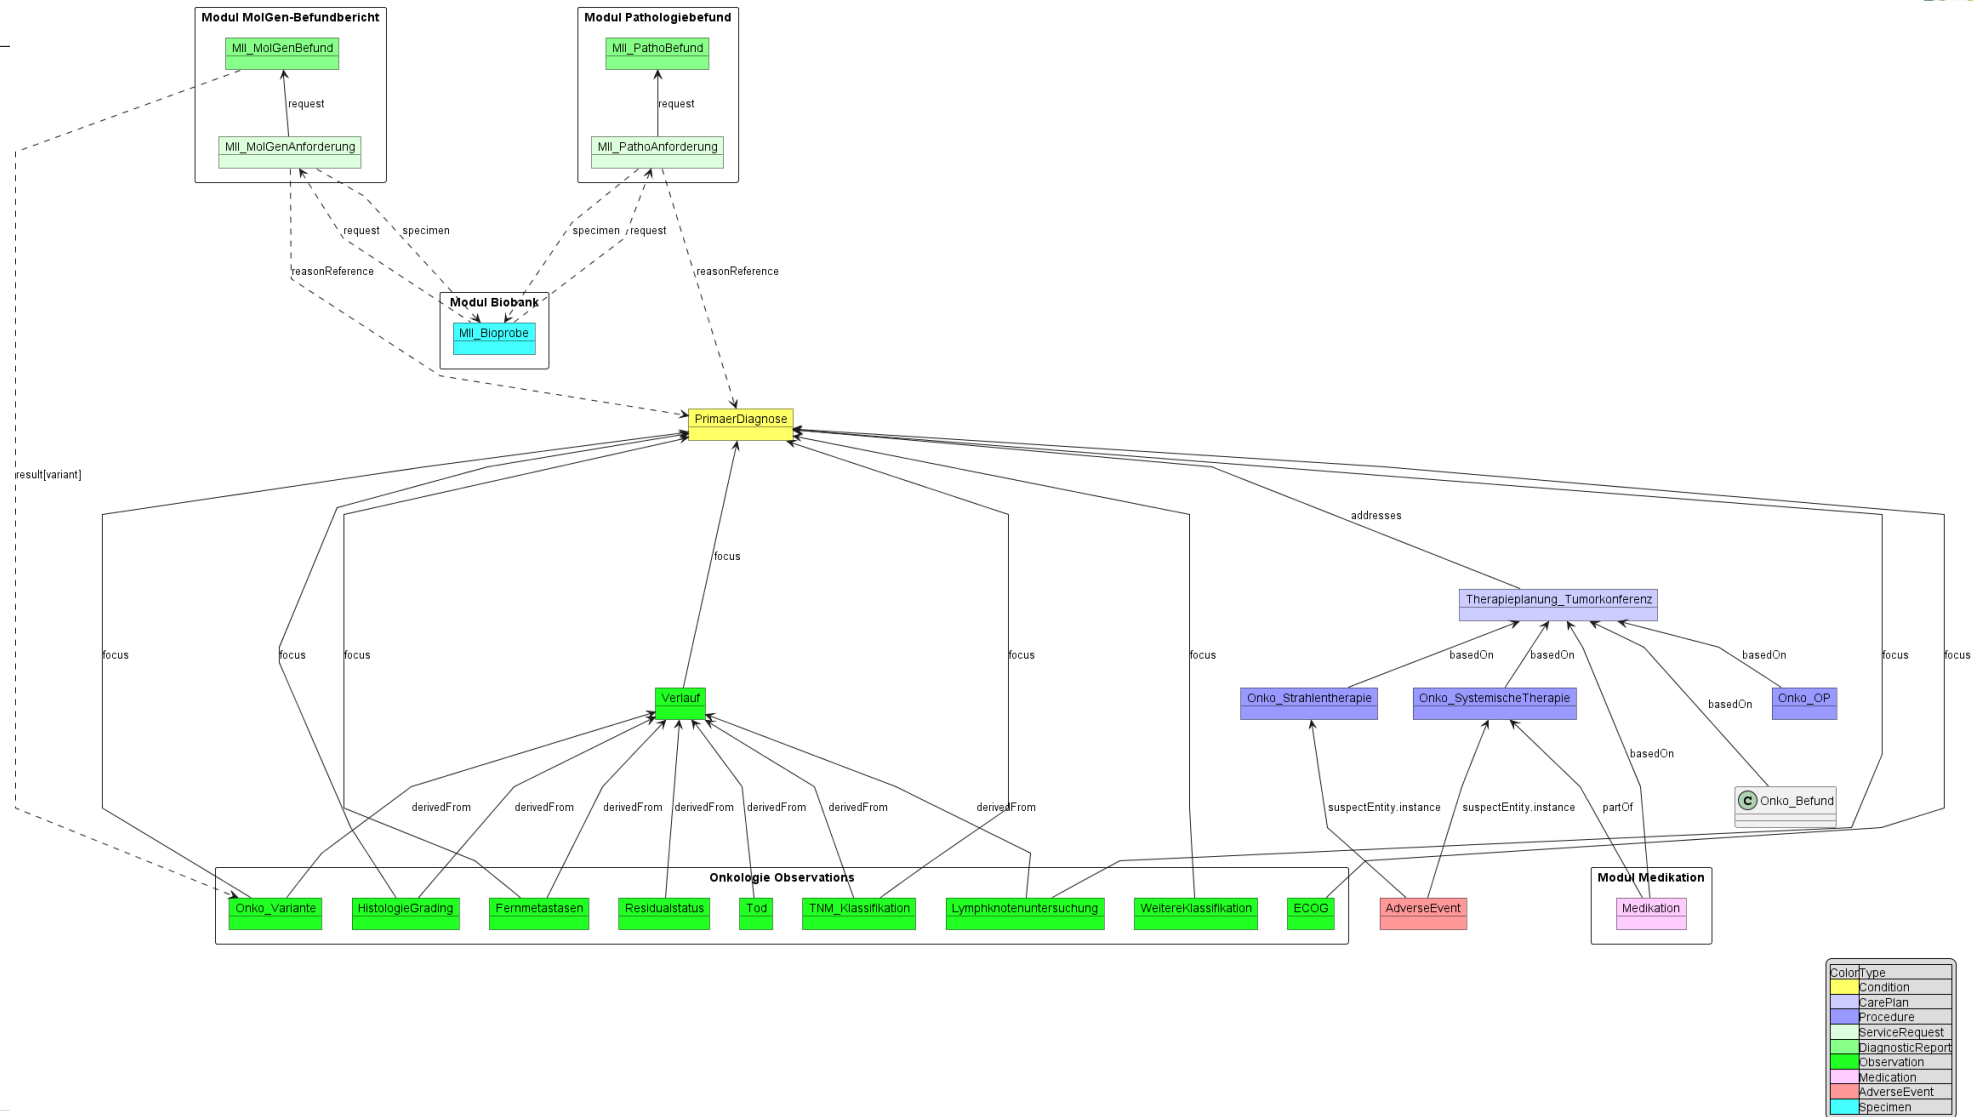 Modul MolGen-Befundbericht
Modul Pathologiebefund
MII_MolGenBefund
MII_PathoBefund
request
request
MII_MolGenAnforderung
MII_PathoAnforderung
request
specimen
specimen
request
reasonReference
reasonReference
Modul Biobank
MII_Bioprobe
PrimaerDiagnose
result[variant]
addresses
focus
Therapieplanung_Tumorkonferenz
focus
focus
focus
focus
focus
basedOn
basedOn
basedOn
focus
focus
Verlauf
Onko_Strahlentherapie
Onko_SystemischeTherapie
Onko_OP
basedOn
basedOn
Onko_Befund
C
derivedFrom
derivedFrom
derivedFrom
derivedFrom
derivedFrom
derivedFrom
derivedFrom
suspectEntity.instance
suspectEntity.instance
partOf
Onkologie Observations
Modul Medikation
Onko_Variante
HistologieGrading
Fernmetastasen
Residualstatus
Tod
TNM_Klassifikation
Lymphknotenuntersuchung
WeitereKlassifikation
ECOG
AdverseEvent
Medikation
Color Type
Condition
CarePlan
Procedure
ServiceRequest
DiagnosticReport
Observation
Medication
AdverseEvent
Specimen